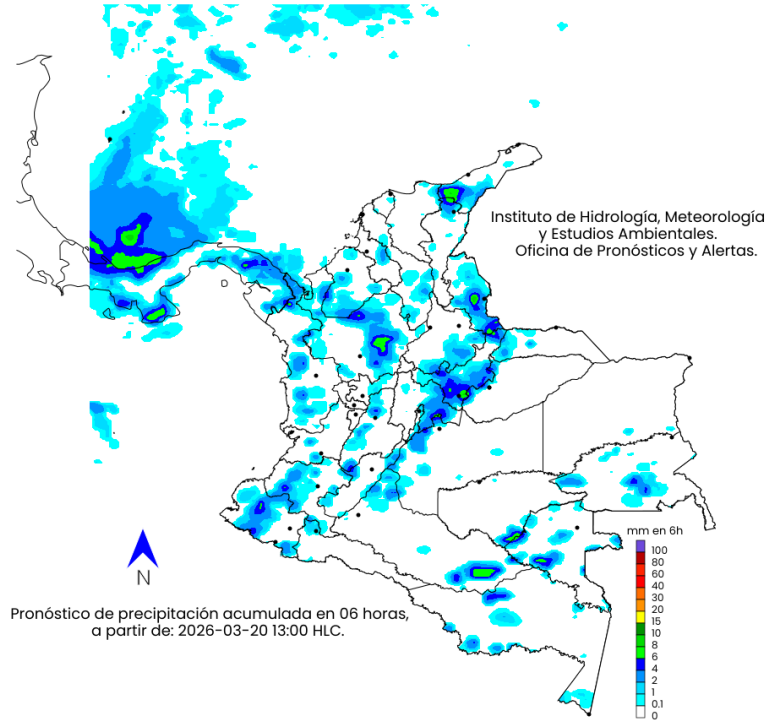 Instituto de Hidrología, Meteorología
y Estudios Ambientales.
Oficina de Pronósticos y Alertas.
mm en 6h
100
80
60
40
30
20
15
10
8
6
4
2
1
0.1
0
N
Pronóstico de precipitación acumulada en 06 horas,
a partir de: 2026-03-20 13:00 HLC.